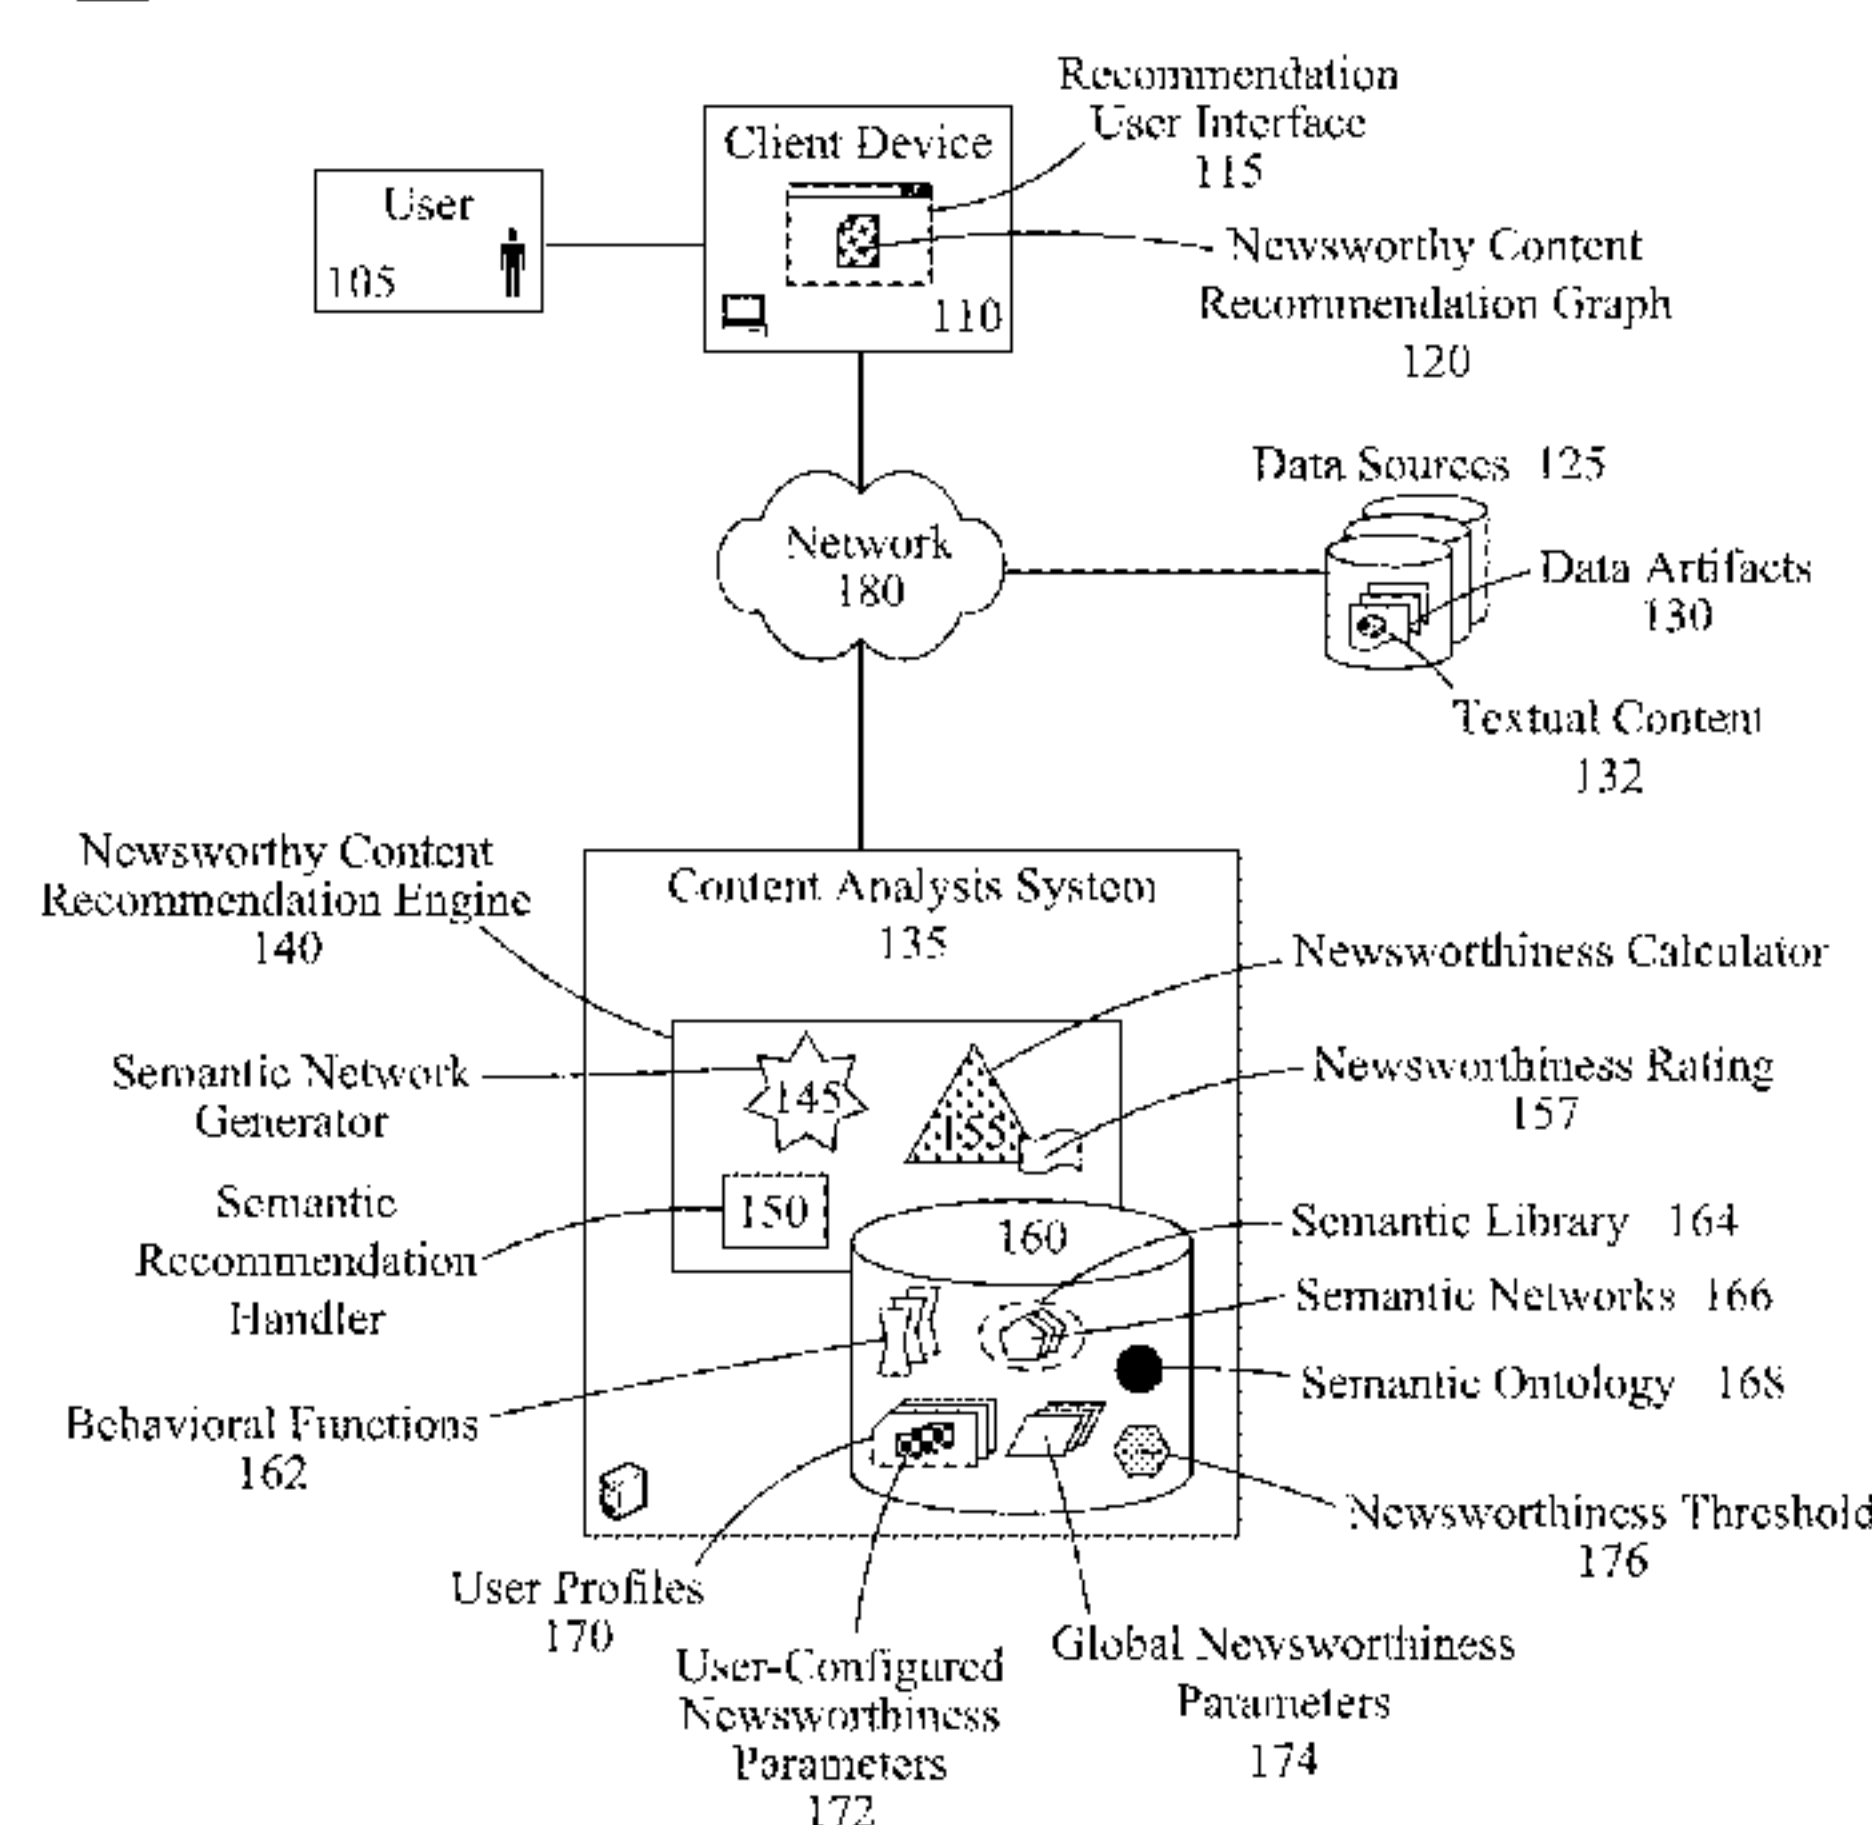 Recommendation
User Interface
115
Client Device
110
User
105
Newsworthy Content
Recommendation Graph
120
Data Sources 125
Network
180
Data Artifacts
130
Textual Content
132
Newsworthy Content
Recommendation Engine
140
Content Analysis System
135
Newsworthiness Calculator
Semantic Network
Generator
145
155
Newsworthiness Rating
157
Semantic
Recommendation
Handler
150
160
Semantic Library 164
Semantic Networks 166
Semantic Ontology 168
Behavioral Functions
162
Newsworthiness Threshold
176
User Profiles
170
User-Configured
Newsworthiness
Parameters
172
Global Newsworthiness
Parameters
174